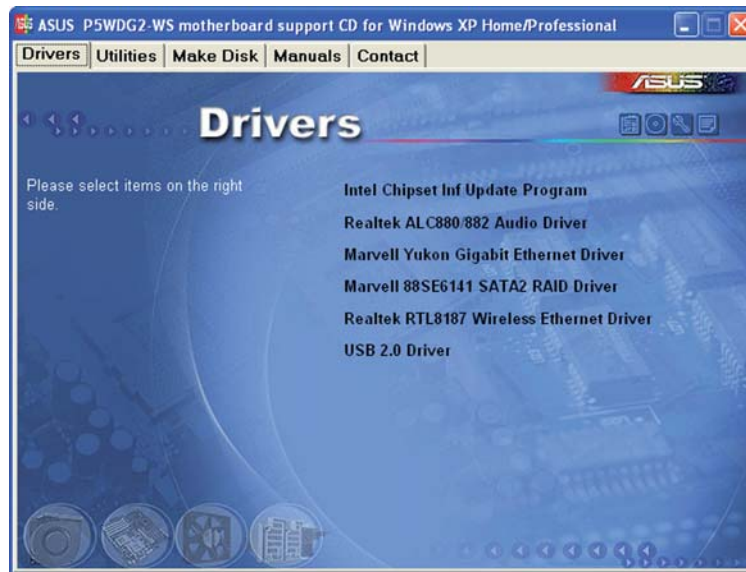 ASUS P5WDG2-WS motherboard support CD for Windows XP Home/Professional
Drivers Utilities Make Disk Manuals Contact
ASUS
Drivers
Please select items on the right
side.
Intel Chipset Inf Update Program
Realtek ALC880/882 Audio Driver
Marvell Yukon Gigabit Ethernet Driver
Marvell 88SE6141 SATA2 RAID Driver
Realtek RTL8187 Wireless Ethernet Driver
USB 2.0 Driver